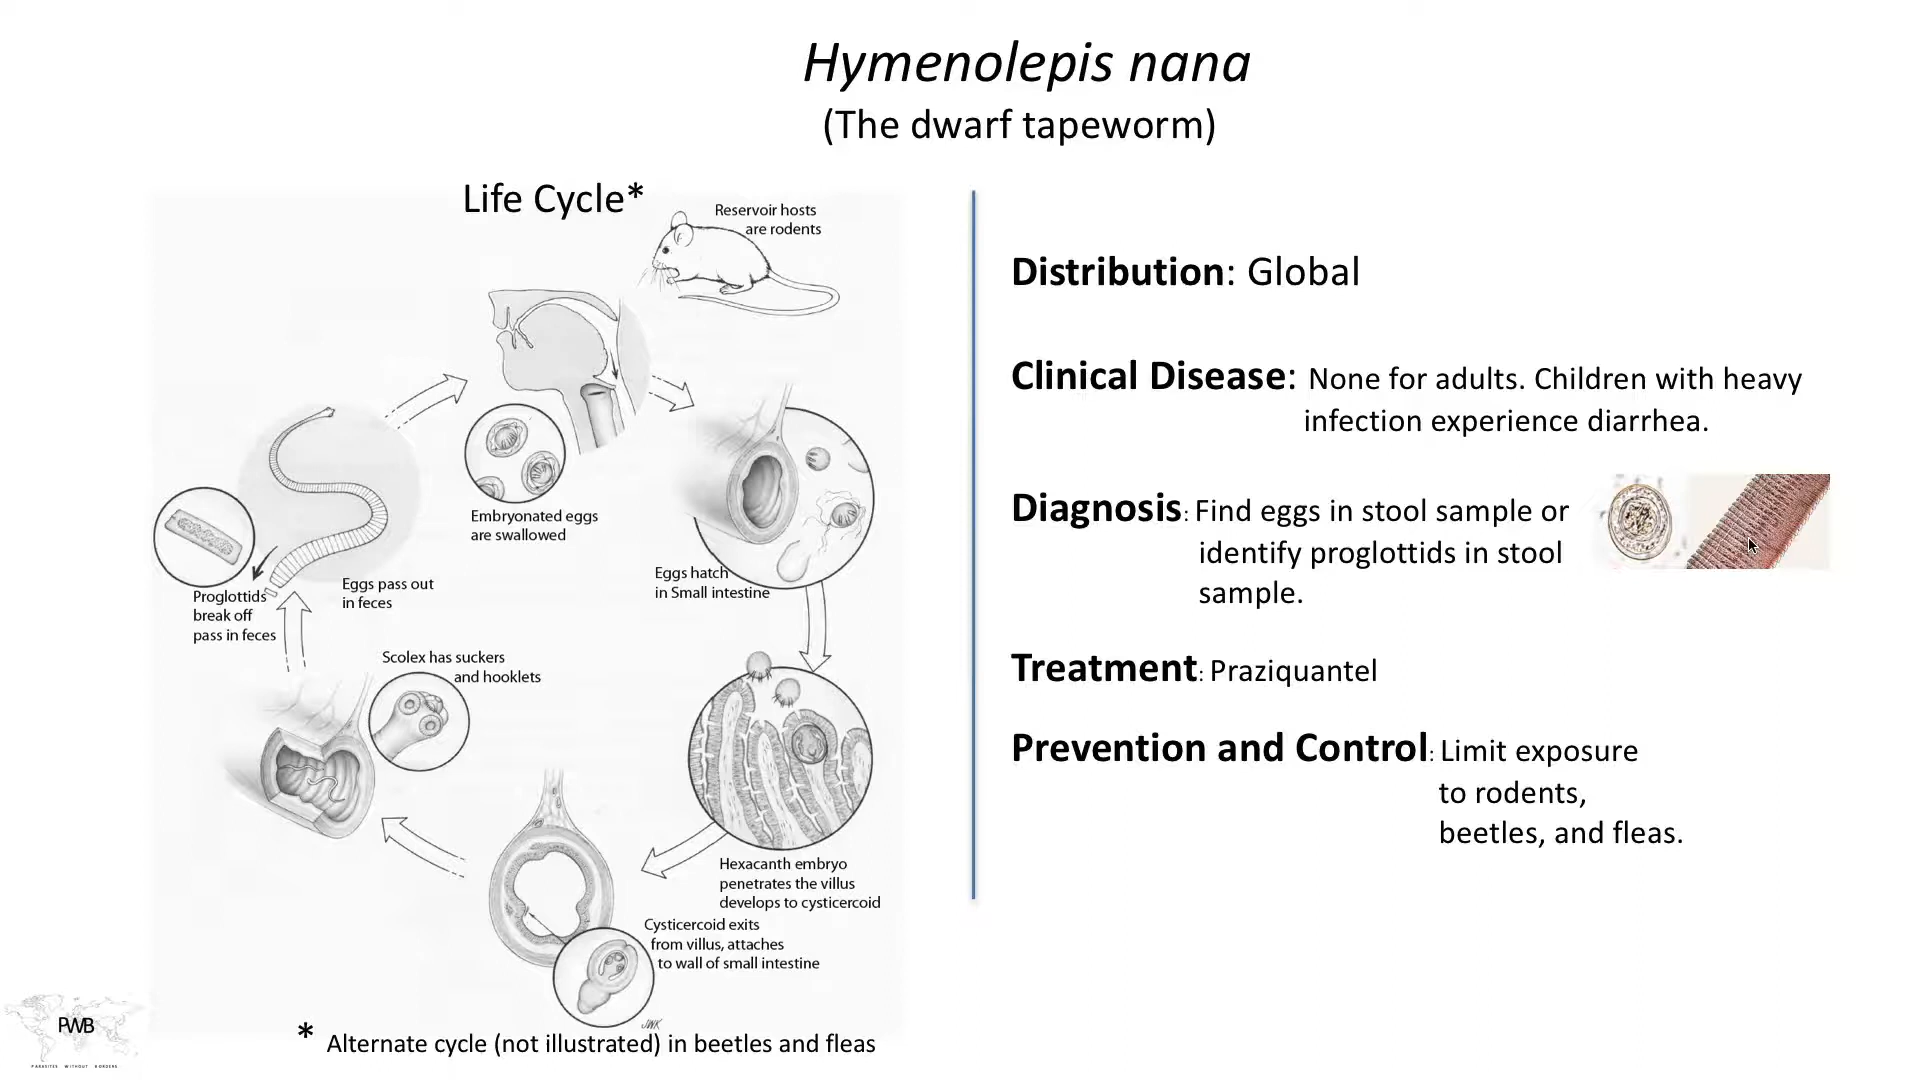 Hymenolepis nana
(The dwarf tapeworm)
Life Cycle*
Reservoir hosts
are rodents
Embryonated eggs
are swallowed
Eggs hatch
in Small intestine
Eggs pass out
in feces
Proglottids
break off
pass in feces
Scolex has suckers
and hooklets
Hexacanth embryo
penetrates the villus
develops to cysticercoid
Cysticercoid exits
from villus, attaches
to wall of small intestine
JWK
* Alternate cycle (not illustrated) in beetles and fleas
PWB
PARASITES WITHOUT BORDERS
Distribution: Global
Clinical Disease: None for adults. Children with heavy
infection experience diarrhea.
Diagnosis: Find eggs in stool sample or
identify proglottids in stool
sample.
Treatment: Praziquantel
Prevention and Control: Limit exposure
to rodents,
beetles, and fleas.